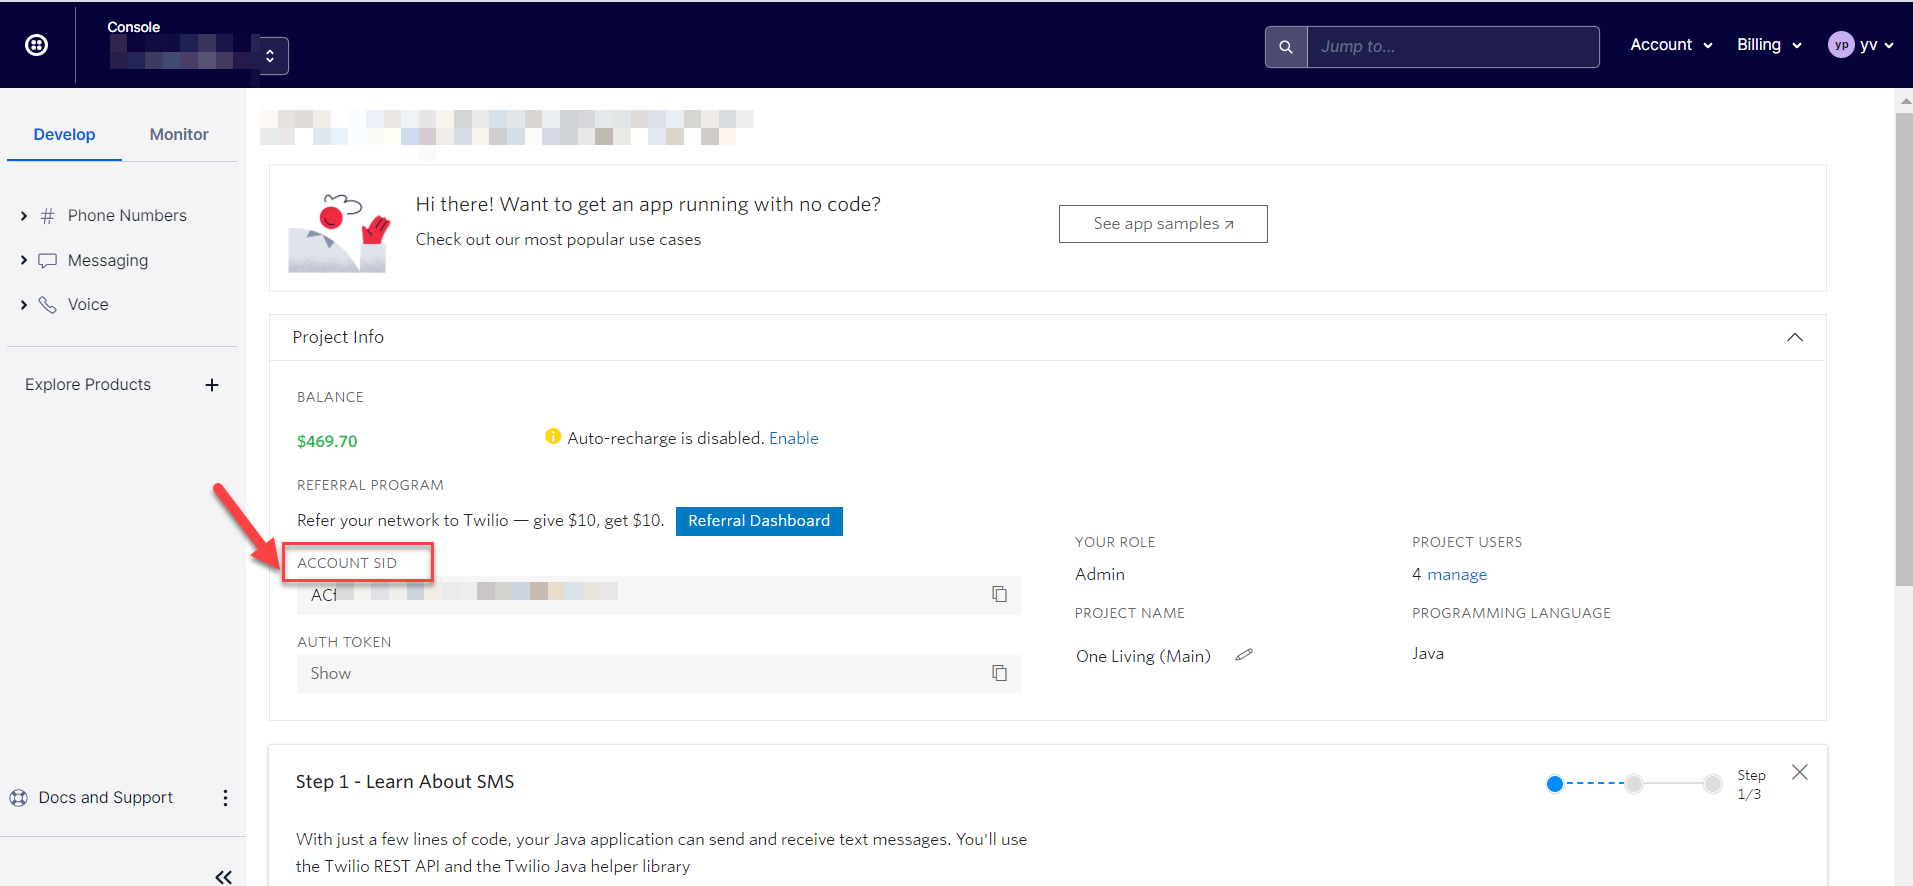 Console
Jump to...
Account
Billing
yp yv
Develop Monitor
Phone Numbers
Messaging
Voice
Explore Products
Docs and Support
Hi there! Want to get an app running with no code?
Check out our most popular use cases
See app samples
Project Info
BALANCE
$469.70
Auto-recharge is disabled. Enable
REFERRAL PROGRAM
Refer your network to Twilio — give $10, get $10. Referral Dashboard
ACCOUNT SID
AUTH TOKEN
Show
YOUR ROLE
Admin
PROJECT USERS
4 manage
PROJECT NAME
One Living (Main)
PROGRAMMING LANGUAGE
Java
Step 1 - Learn About SMS
Step
1/3
With just a few lines of code, your Java application can send and receive text messages. You'll use
the Twilio REST API and the Twilio Java helper library